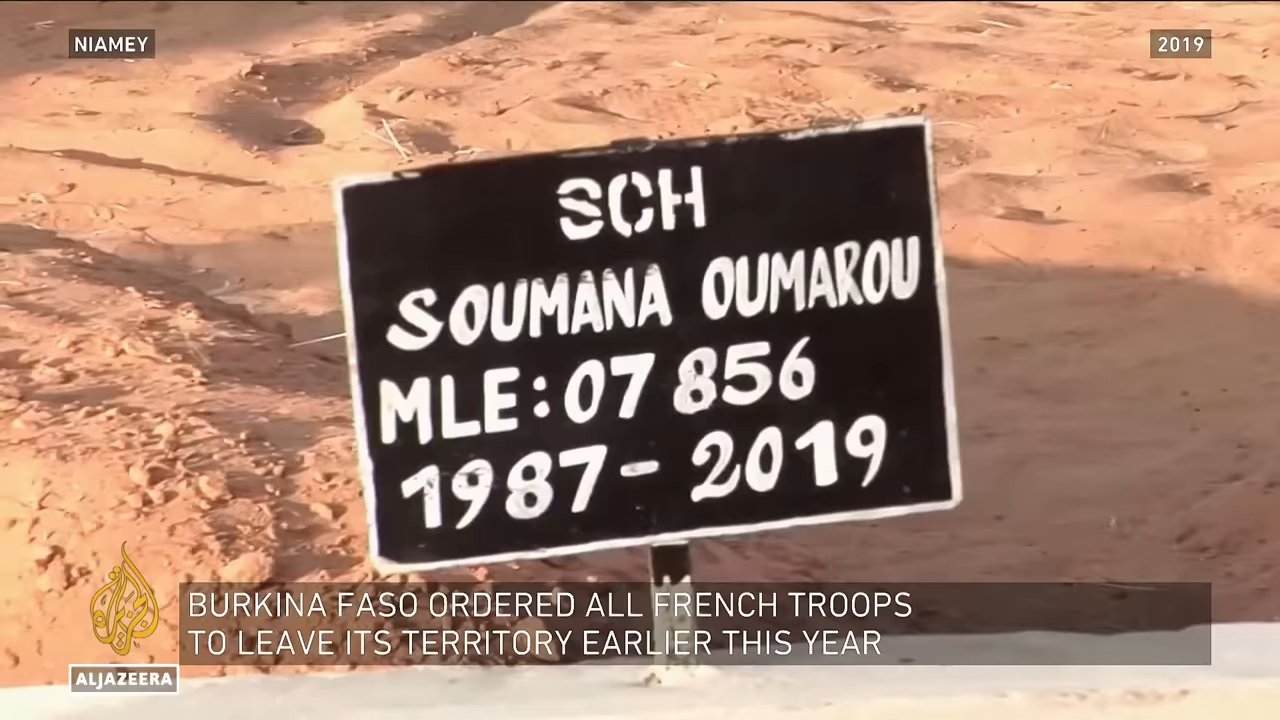 NIAMEY
2019
SCH
SOUMANA OUMAROU
MLE: 07 856
1987 - 2019
BURKINA FASO ORDERED ALL FRENCH TROOPS
TO LEAVE ITS TERRITORY EARLIER THIS YEAR
الجزيرة
ALJAZEERA